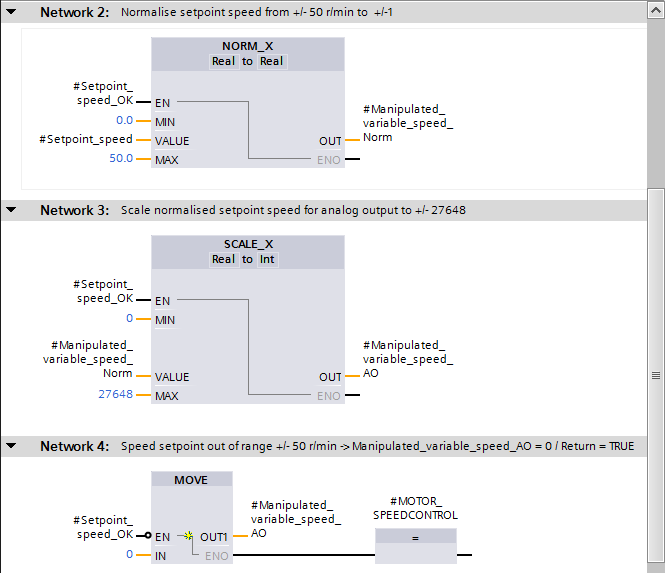 Network 2: Normalise setpoint speed from +/- 50 r/min to +/-1
NORM_X
Real to Real
#Setpoint_
speed_OK
EN
0.0
MIN
#Setpoint_speed
VALUE
50.0
MAX
OUT
ENO
#Manipulated_
variable_speed_
Norm
Network 3: Scale normalised setpoint speed for analog output to +/- 27648
SCALE_X
Real to Int
#Setpoint_
speed_OK
EN
0
MIN
#Manipulated_
variable_speed_
Norm
VALUE
27648
MAX
OUT
ENO
#Manipulated_
variable_speed_
AO
Network 4: Speed setpoint out of range +/- 50 r/min -> Manipulated_variable_speed_AO = 0 / Return = TRUE
MOVE
#Setpoint_
speed_OK
EN
0
IN
OUT1
ENO
#Manipulated_
variable_speed_
AO
#MOTOR_
SPEEDCONTROL
=